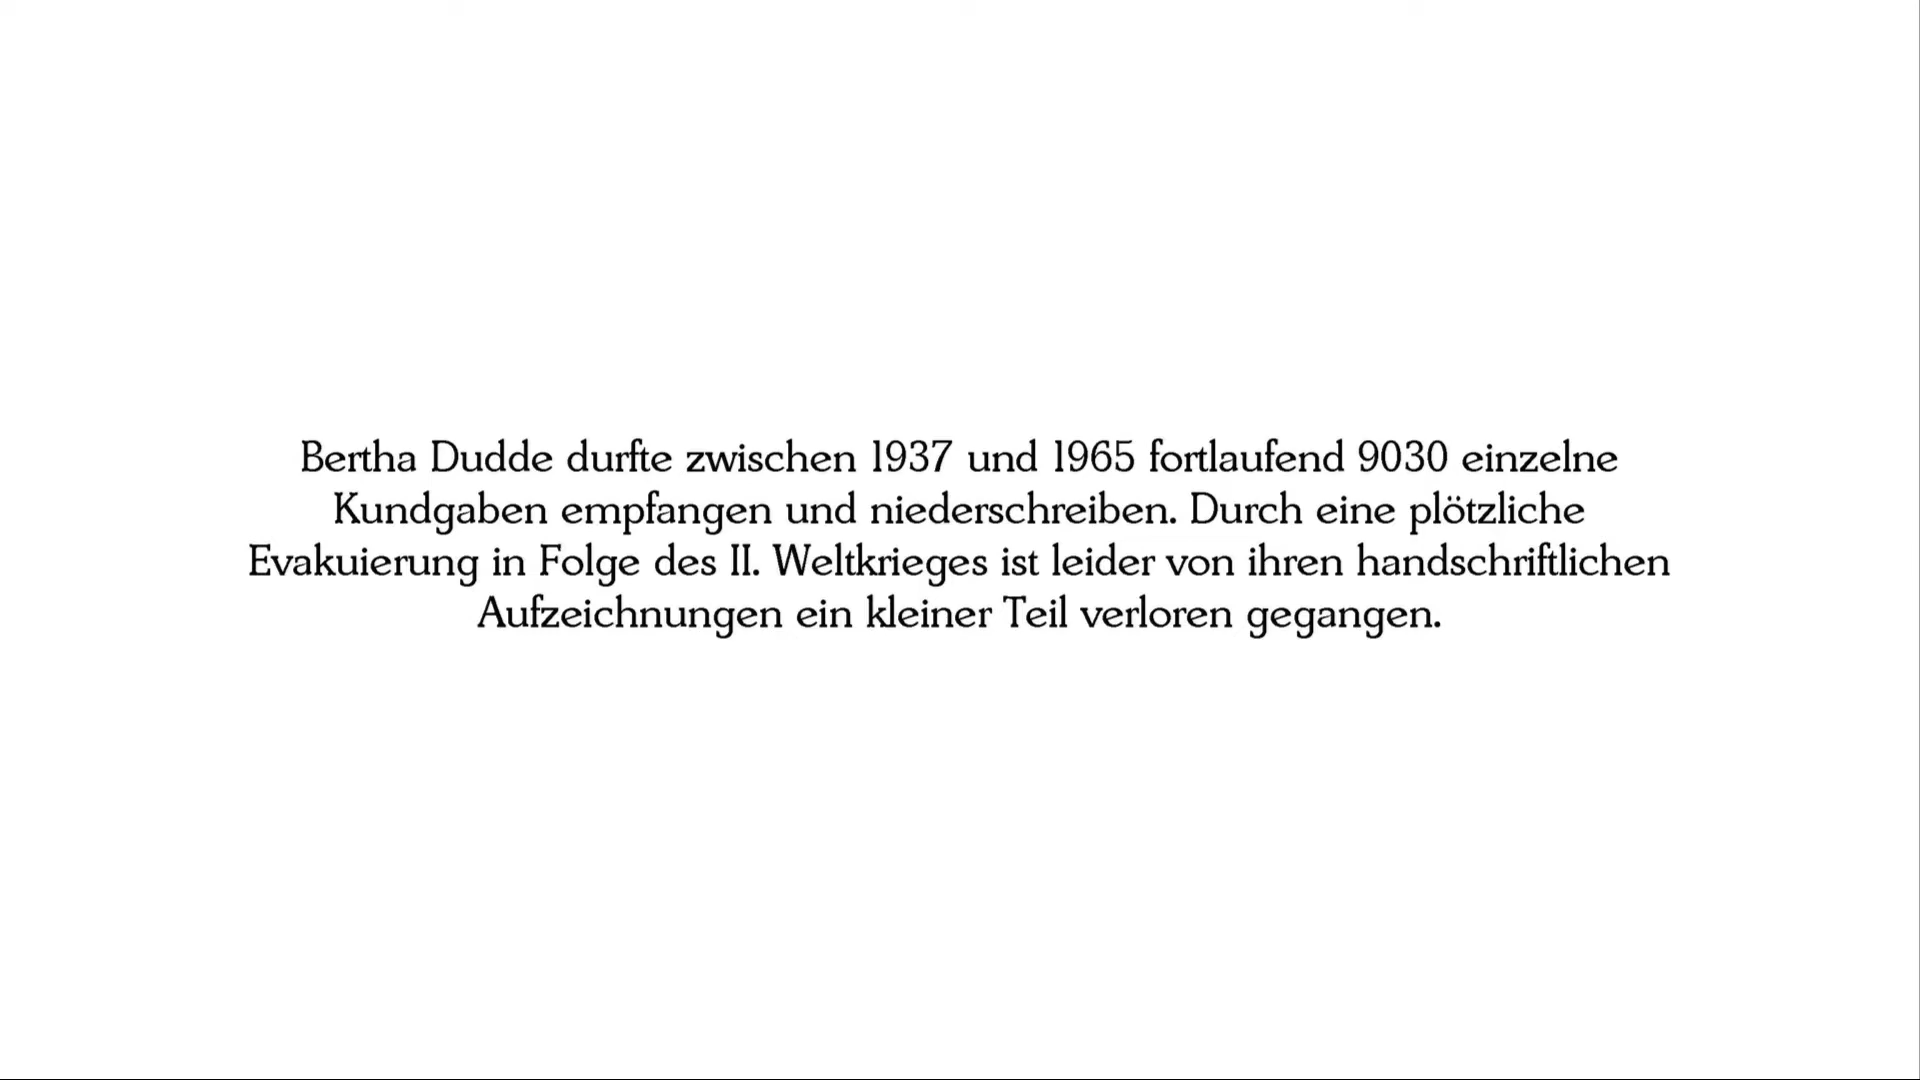 Bertha Dudde durfte zwischen 1937 und 1965 fortlaufend 9030 einzelne
Kundgaben empfangen und niederschreiben. Durch eine plötzliche
Evakuierung in Folge des II. Weltkrieges ist leider von ihren handschriftlichen
Aufzeichnungen ein kleiner Teil verloren gegangen.